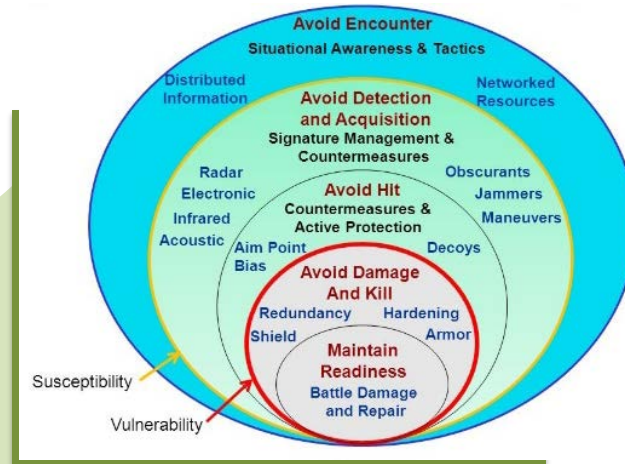 Avoid Encounter
Situational Awareness & Tactics
Distributed
Information
Networked
Resources
Avoid Detection
and Acquisition
Signature Management &
Countermeasures
Radar
Electronic
Infrared
Acoustic
Obscurants
Jammers
Maneuvers
Avoid Hit
Countermeasures &
Active Protection
Aim Point
Bias
Decoys
Avoid Damage
And Kill
Redundancy
Hardening
Shield
Armor
Maintain
Readiness
Battle Damage
and Repair
Susceptibility
Vulnerability